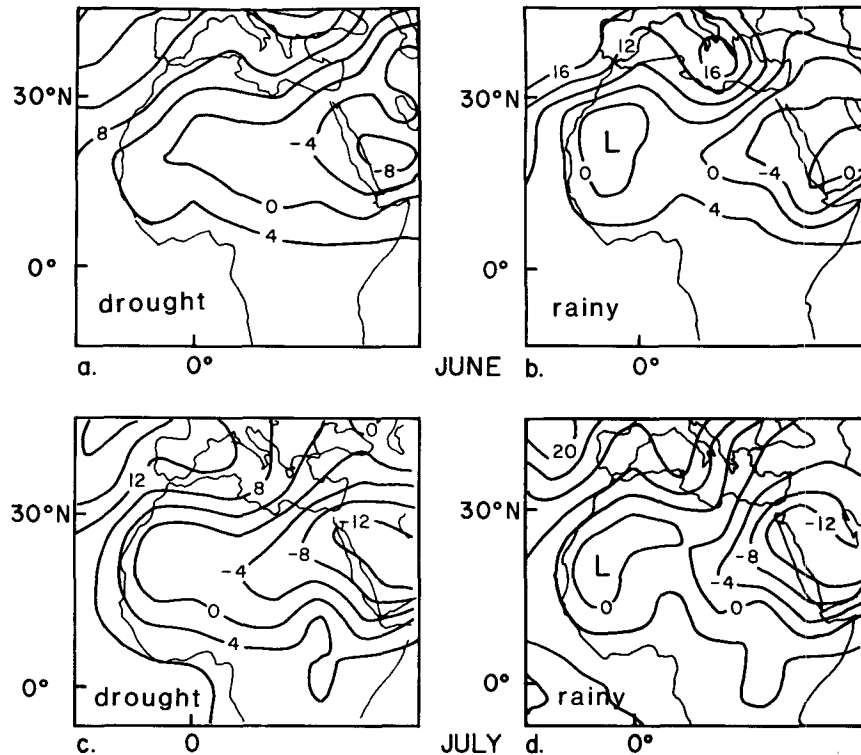 16 12
16
30°N 30°N
8
-4 L
-8 0 -4 0
0 4
4
0° 0°
drought rainy
0° 0°
a. JUNE b.
0 20
12
8
30°N 30°N
-12 -12
-8 -8
-4 L -4
0 0 0
4
0° 0°
drought rainy
c. 0 JULY d. 0°